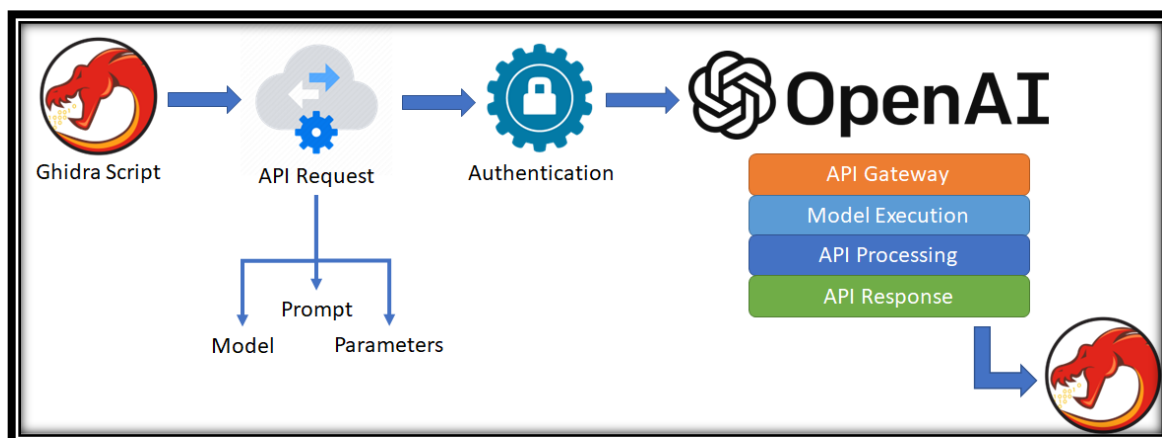 OpenAI
Ghidra Script
API Request
Authentication
API Gateway
Model Execution
API Processing
API Response
Prompt
Model
Parameters